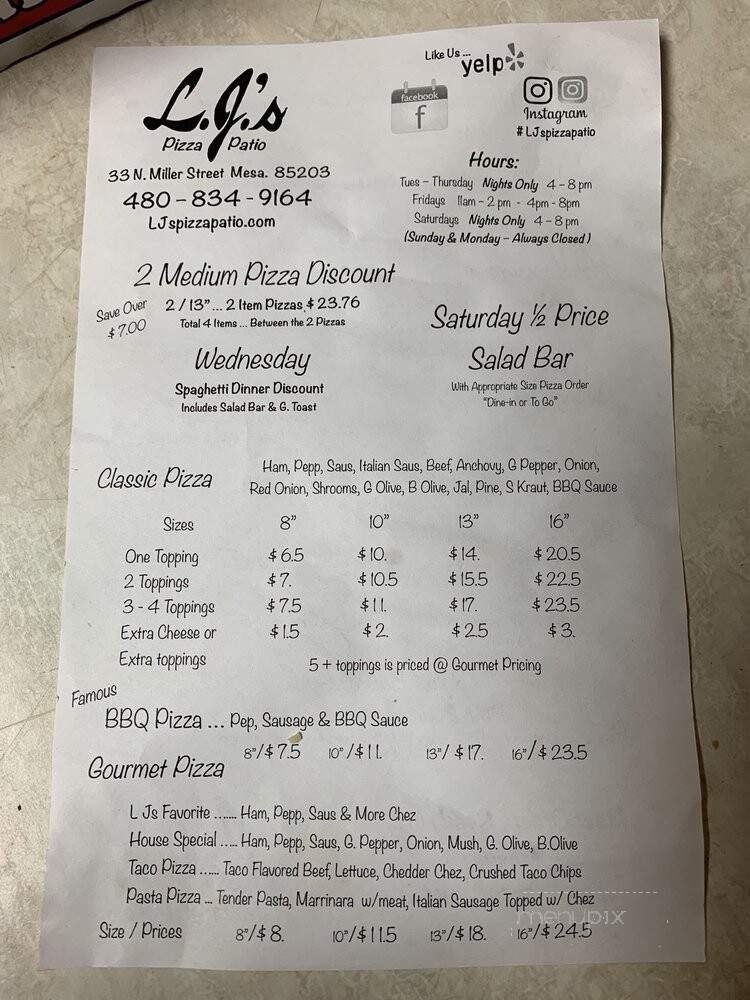 L.J.'s
Pizza Patio
33 N. Miller Street Mesa. 85203
480-834-9164
LJspizzapatio.com
Like Us ... yelp
facebook
f
Instagram
# LJspizzapatio
Hours:
Tues - Thursday Nights Only 4 - 8 pm
Fridays 11am - 2 pm - 4pm - 8pm
Saturdays Nights Only 4 - 8 pm
(Sunday & Monday - Always Closed)
2 Medium Pizza Discount
Save Over
$7.00
2 / 13" ... 2 Item Pizzas $ 23.76
Total 4 Items ... Between the 2 Pizzas
Wednesday
Spaghetti Dinner Discount
Includes Salad Bar & G. Toast
Saturday ½ Price
Salad Bar
With Appropriate Size Pizza Order
"Dine-in or To Go"
Classic Pizza
Ham, Pepp, Saus, Italian Saus, Beef, Anchovy, G Pepper, Onion,
Red Onion, Shrooms, G Olive, B Olive, Jal, Pine, S Kraut, BBQ Sauce
Sizes 8" 10" 13" 16"
One Topping $ 6.5 $10. $14. $ 20.5
2 Toppings $7. $10.5 $15.5 $ 22.5
3 - 4 Toppings $7.5 $11. $17. $ 23.5
Extra Cheese or $1.5 $2. $2.5 $3.
Extra toppings
5 + toppings is priced @ Gourmet Pricing
Famous
BBQ Pizza ... Pep, Sausage & BBQ Sauce
8"/$7.5 10"/$11. 13"/ $17. 16"/$23.5
Gourmet Pizza
L Js Favorite ....... Ham, Pepp, Saus & More Chez
House Special ..... Ham, Pepp, Saus, G. Pepper, Onion, Mush, G. Olive, B.Olive
Taco Pizza ...... Taco Flavored Beef, Lettuce, Chedder Chez, Crushed Taco Chips
Pasta Pizza ... Tender Pasta, Marrinara w/meat, Italian Sausage Topped w/ Chez
menupix
Size / Prices 8"/$8. 10"/$11.5 13"/$18. 16"/$24.5